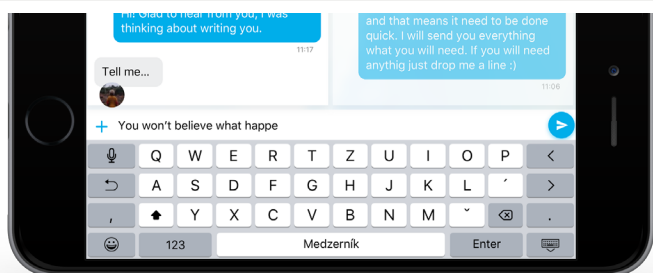 Hi! Glad to hear from you, I was
thinking about writing you.
11:17
Tell me...
and that means it need to be done
quick. I will send you everything
what you will need. If you will need
anythig just drop me a line :)
11:06
+ You won't believe what happe
Q W E R T Z U I O P <
A S D F G H J K L ´ >
, Y X C V B N M ˇ .
123 Medzerník Enter